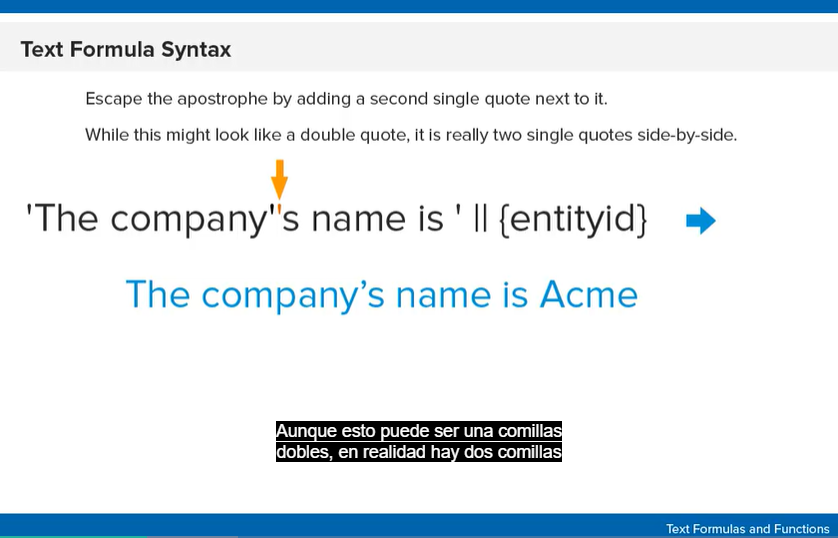 Text Formula Syntax
Escape the apostrophe by adding a second single quote next to it.
While this might look like a double quote, it is really two single quotes side-by-side.
'The company''s name is ' || {entityid}
The company’s name is Acme
Aunque esto puede ser una comillas
dobles, en realidad hay dos comillas
Text Formulas and Functions